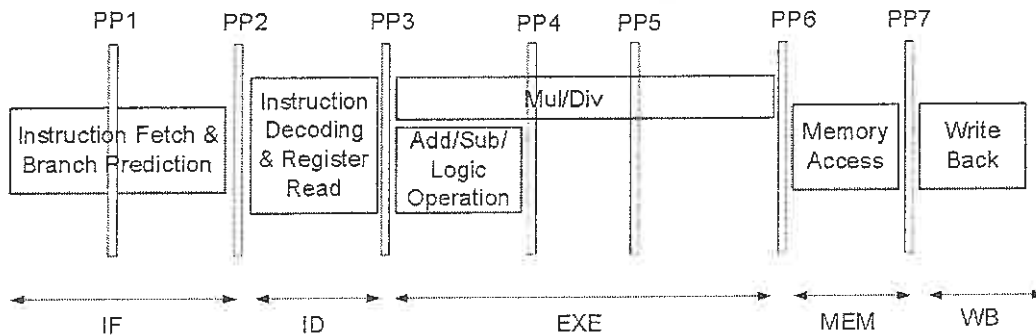 PP1 PP2 PP3 PP4 PP5 PP6 PP7
Mul/Div
Instruction Fetch &
Branch Prediction
Instruction
Decoding
& Register
Read
Add/Sub/
Logic
Operation
Memory
Access
Write
Back
IF ID EXE MEM WB